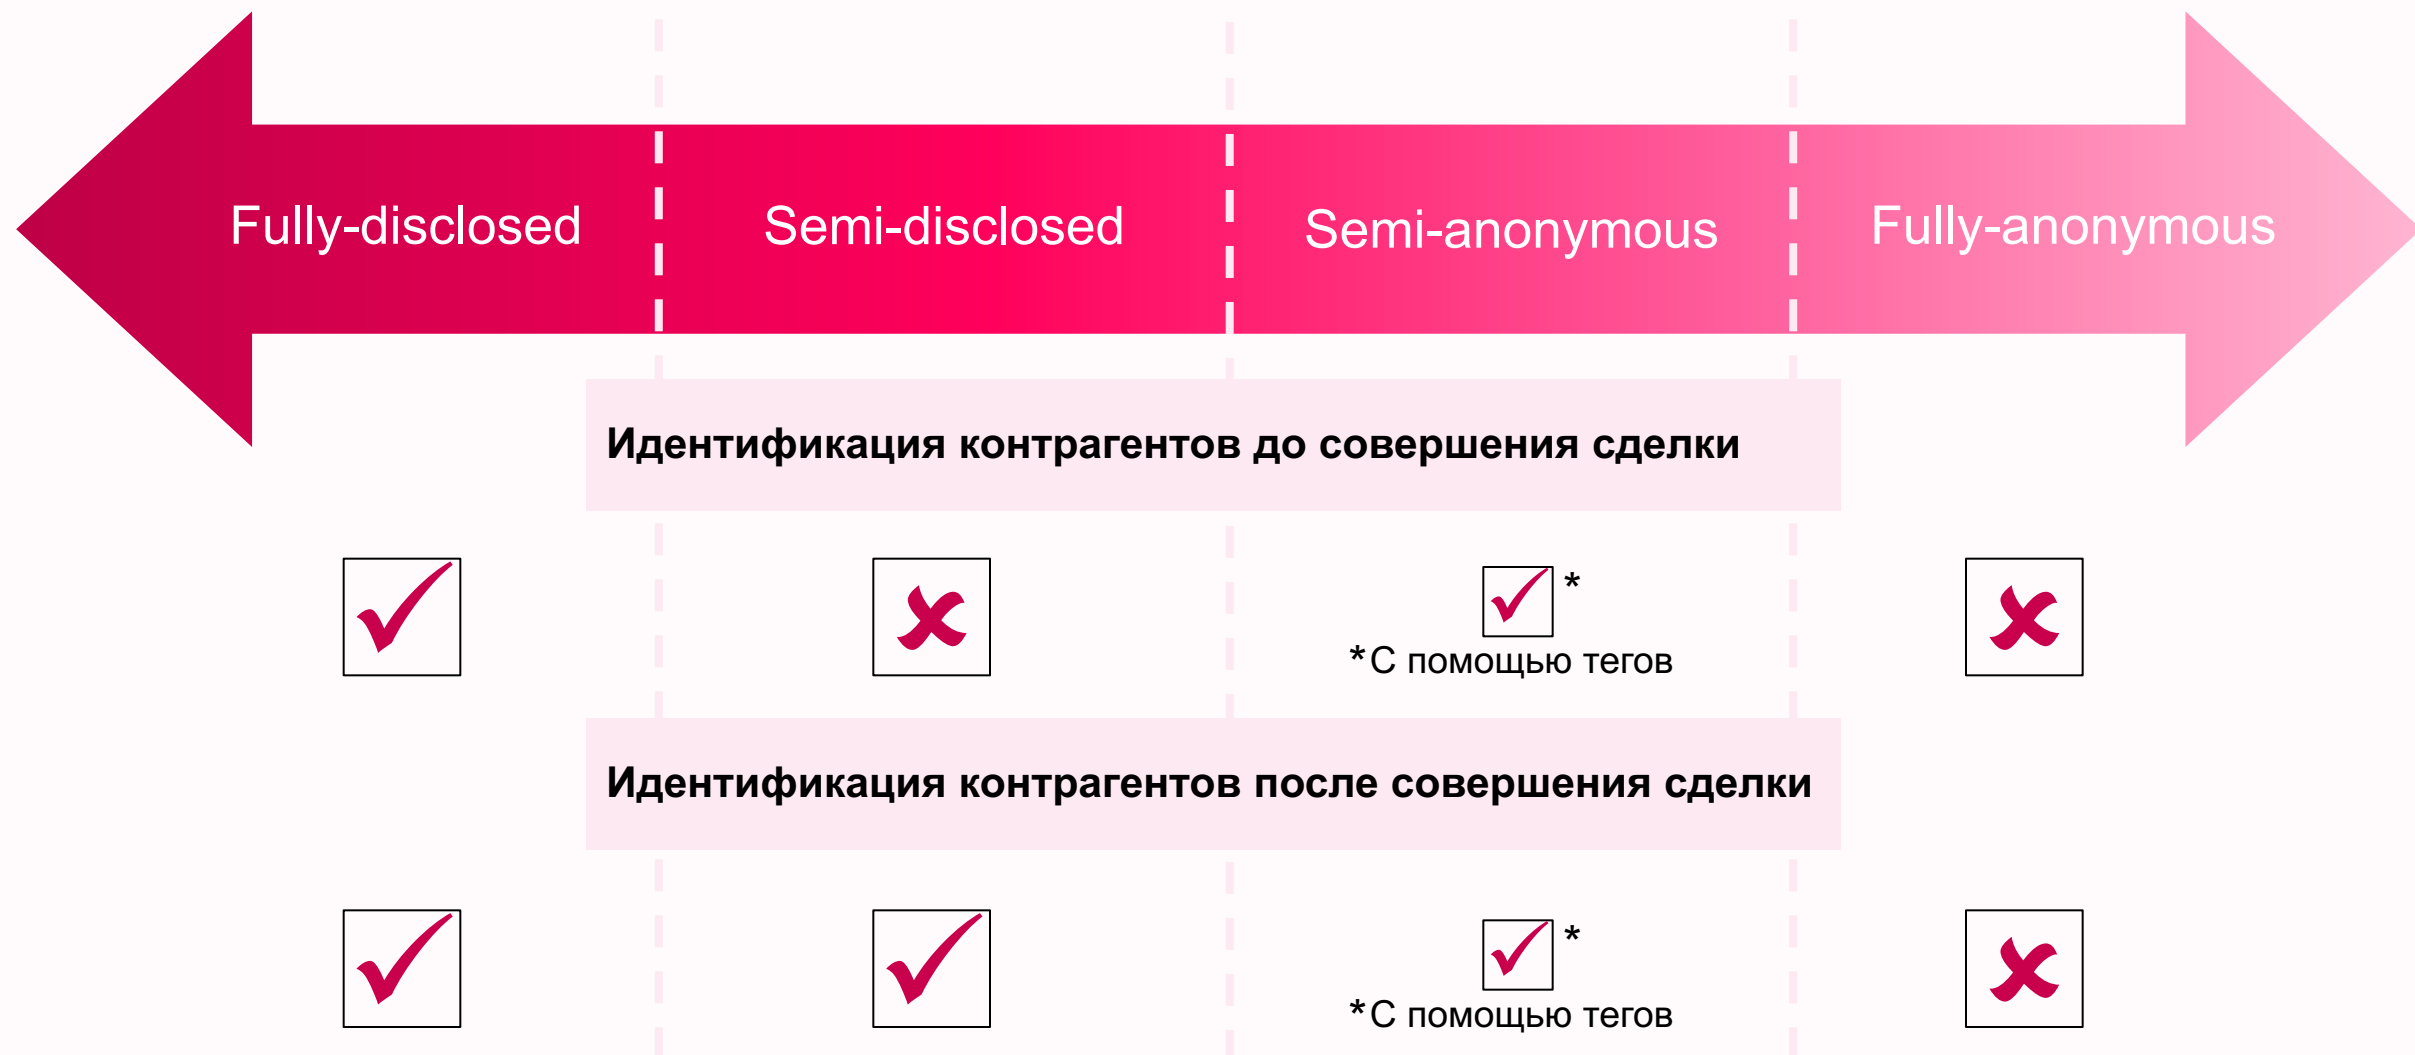 Fully-disclosed
Semi-disclosed
Semi-anonymous
Fully-anonymous
Идентификация контрагентов до совершения сделки
*
*С помощью тегов
Идентификация контрагентов после совершения сделки
*
*С помощью тегов